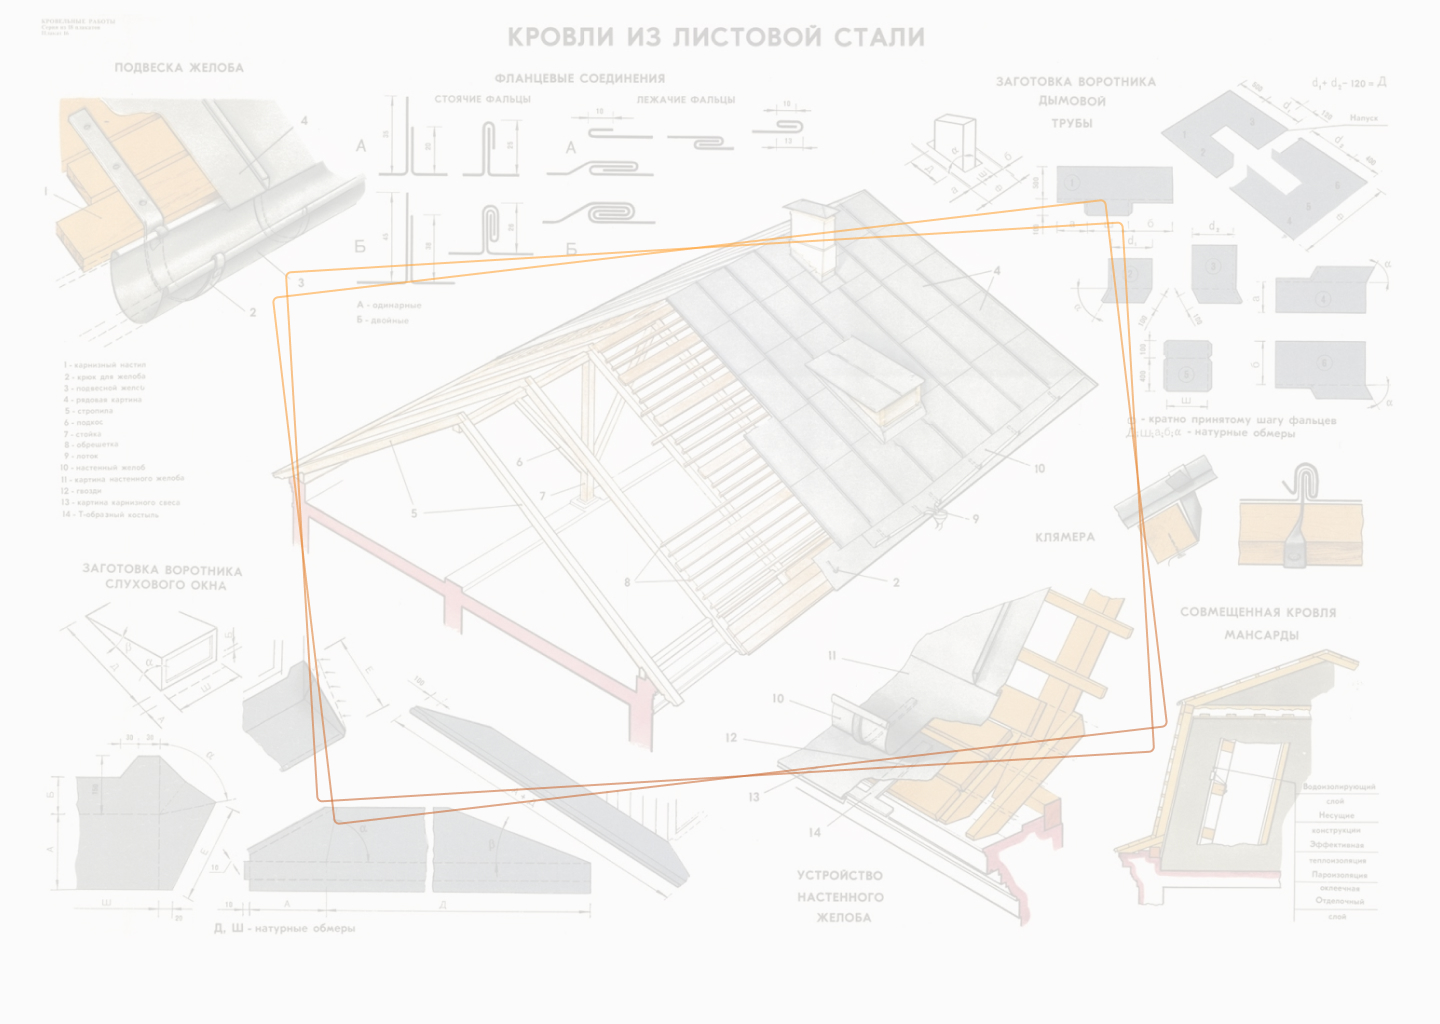 КРОВЕЛЬНЫЕ РАБОТЫ
КРОВЛИ ИЗ ЛИСТОВОЙ СТАЛИ
ПОДВЕСКА ЖЕЛОБА
4
1
3
2
ФЛАНЦЕВЫЕ СОЕДИНЕНИЯ
СТОЯЧИЕ ФАЛЬЦЫ
ЛЕЖАЧИЕ ФАЛЬЦЫ
А
А
Б
Б
А - одинарные
Б - двойные
ЗАГОТОВКА ВОРОТНИКА
ДЫМОВОЙ
ТРУБЫ
d₁+ d₂- 120 = Д
Напуск
- кратно принятому шагу фальцев
- натурные обмеры
1 - карнизный настил
2 - крюк для желоба
3 - подвесной желоб
4 - рядовая картина
5 - стропила
6 - подкос
7 - стойка
8 - обрешетка
9 - лоток
10 - настенный желоб
11 - картина настенного желоба
12 - гвозди
13 - картина карнизного свеса
14 - Т-образный костыль
4
10
9
2
6
7
5
8
КЛЯМЕРА
ЗАГОТОВКА ВОРОТНИКА
СЛУХОВОГО ОКНА
Д, Ш - натурные обмеры
11
10
12
13
14
УСТРОЙСТВО
НАСТЕННОГО
ЖЕЛОБА
СОВМЕЩЕННАЯ КРОВЛЯ
МАНСАРДЫ
Водоизолирующий
слой
Несущие
конструкции
Эффективная
теплоизоляция
Пароизоляция
оклеечная
Отделочный
слой